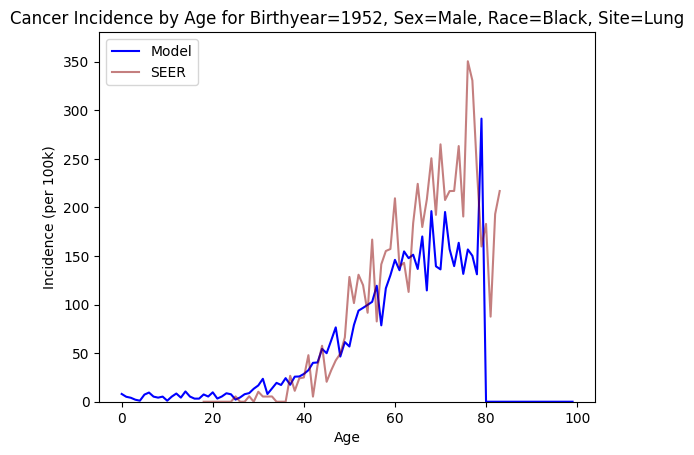 Cancer Incidence by Age for Birthyear=1952, Sex=Male, Race=Black, Site=Lung
Model
SEER
Incidence (per 100k)
350
300
250
200
150
100
50
0
0 20 40 60 80 100
Age